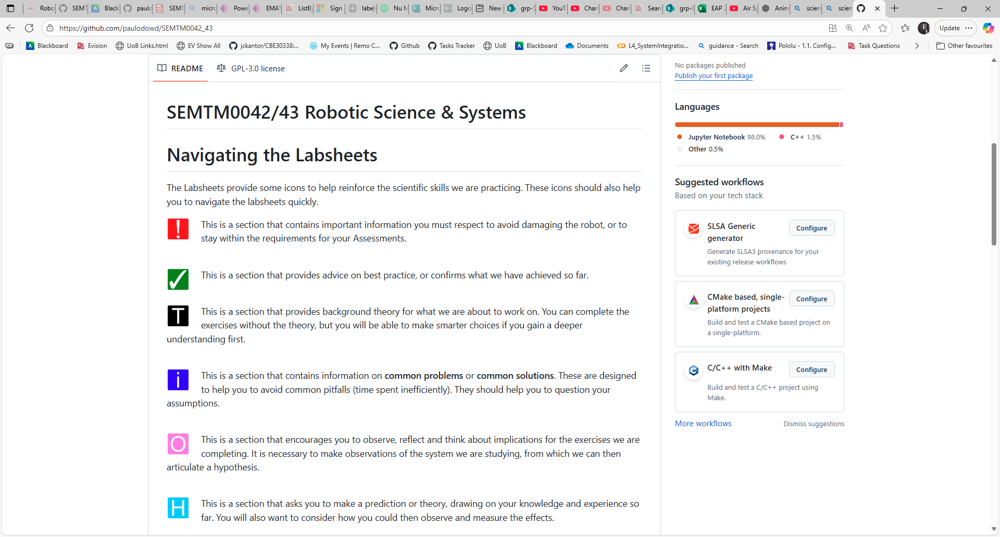 Robo
SEMT
Black
paulo
SEMT
micro
Powe
EMAT
ListBy
Sign
labels
Nu M
Micro
Logo
New
grp-S
YouT
Chan
Chan
Searc
grp-C
EAP 2
Air S
Anim
scien
scien
https://github.com/paulodowd/SEMTM0042_43
Update
Blackboard
Evision
UoB Links.html
EV Show All
jckantor/CBE30338:...
My Events | Remo C...
Github
Tasks Tracker
UoB
Blackboard
Documents
L4_SystemIntegratio...
guidance - Search
Pololu - 1.1. Config...
Task Questions
Other favourites
README
GPL-3.0 license
SEMTM0042/43 Robotic Science & Systems
Navigating the Labsheets
The Labsheets provide some icons to help reinforce the scientific skills we are practicing. These icons should also help
you to navigate the labsheets quickly.
!
This is a section that contains important information you must respect to avoid damaging the robot, or to
stay within the requirements for your Assessments.
This is a section that provides advice on best practice, or confirms what we have achieved so far.
T
This is a section that provides background theory for what we are about to work on. You can complete the
exercises without the theory, but you will be able to make smarter choices if you gain a deeper
understanding first.
i
This is a section that contains information on common problems or common solutions. These are designed
to help you to avoid common pitfalls (time spent inefficiently). They should help you to question your
assumptions.
O
This is a section that encourages you to observe, reflect and think about implications for the exercises we are
completing. It is necessary to make observations of the system we are studying, from which we can then
articulate a hypothesis.
H
This is a section that asks you to make a prediction or theory, drawing on your knowledge and experience so
far. You will also want to consider how you could then observe and measure the effects.
No packages published
Publish your first package
Languages
Jupyter Notebook 98.0%
C++ 1.5%
Other 0.5%
Suggested workflows
Based on your tech stack
SLSA Generic
generator
Configure
Generate SLSA3 provenance for your
existing release workflows
CMake based, single-
platform projects
Configure
Build and test a CMake based project on
a single-platform.
C/C++ with Make
Configure
Build and test a C/C++ project using
Make.
More workflows
Dismiss suggestions